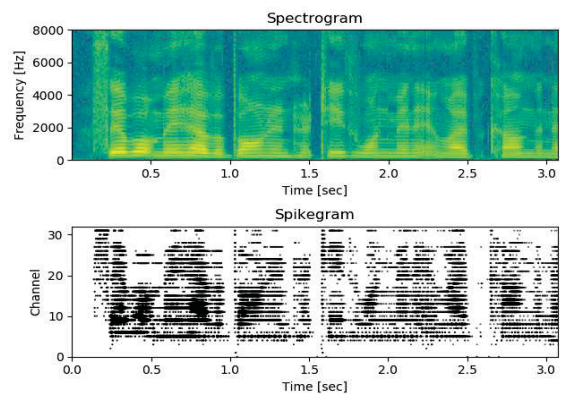 Spectrogram
8000
6000
4000
2000
0
Frequency [Hz]
0.5 1.0 1.5 2.0 2.5 3.0
Time [sec]
Spikegram
30
20
10
0
Channel
0.0 0.5 1.0 1.5 2.0 2.5 3.0
Time [sec]